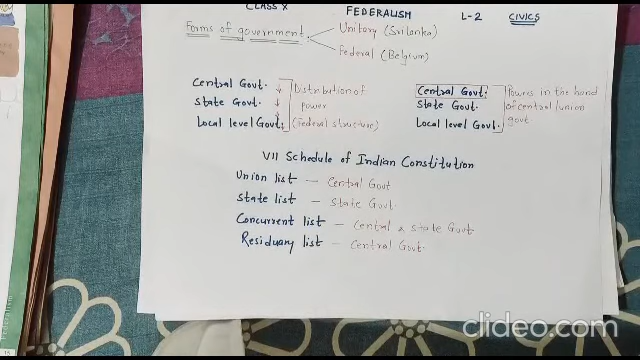 CLASS X FEDERALISM L-2 CIVICS
Forms of government Unitary (Sri Lanka)
Federal (Belgium)
Central Govt. Distribution of
State Govt. power
Local level Govt. (Federal structure)
Central Govt. Powers in the hand
State Govt. of central/union
Local level Govt. govt
VII Schedule of Indian Constitution
Union list — Central Govt
State list — State Govt.
Concurrent list — Central & State Govt
Residuary list — Central Govt.
clideo.com